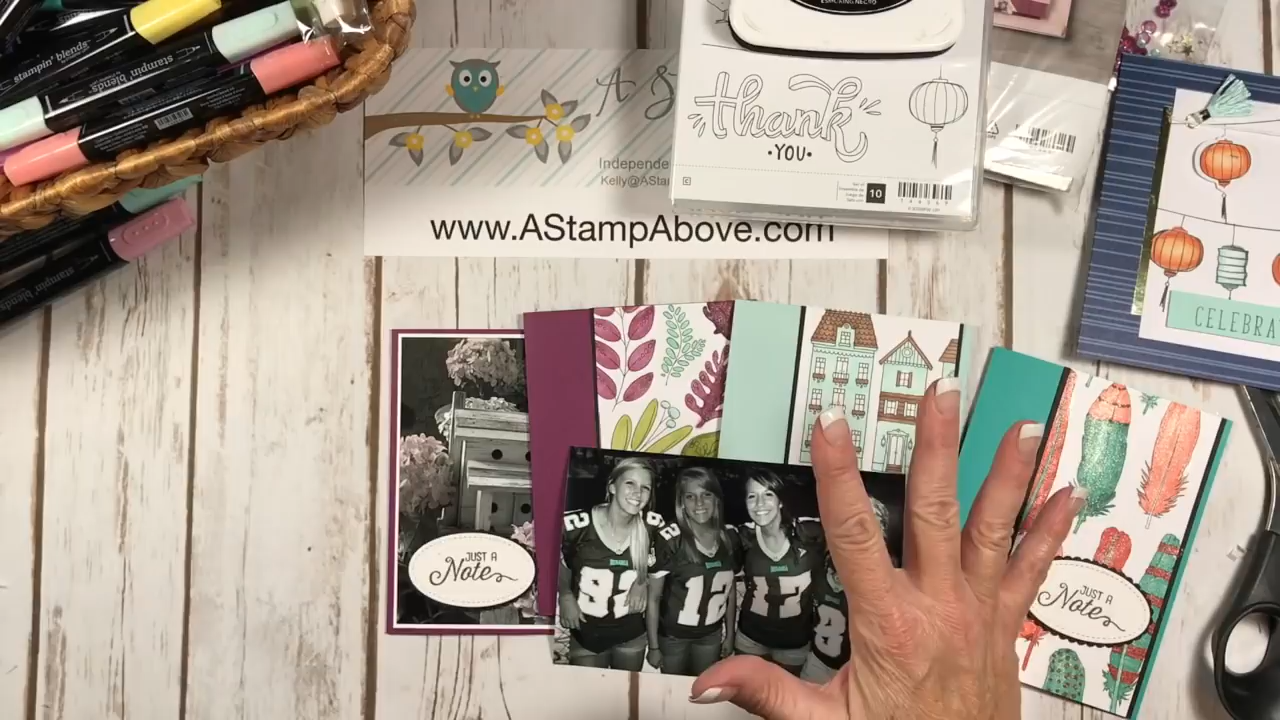 stampin' blends
stampin' blends
stampin' blends
A S
Independe
Kelly@AStam
www.AStampAbove.com
thank
•YOU•
10
JUST A
Note
92
12
17
8
JUST A
Note
CELEBRA